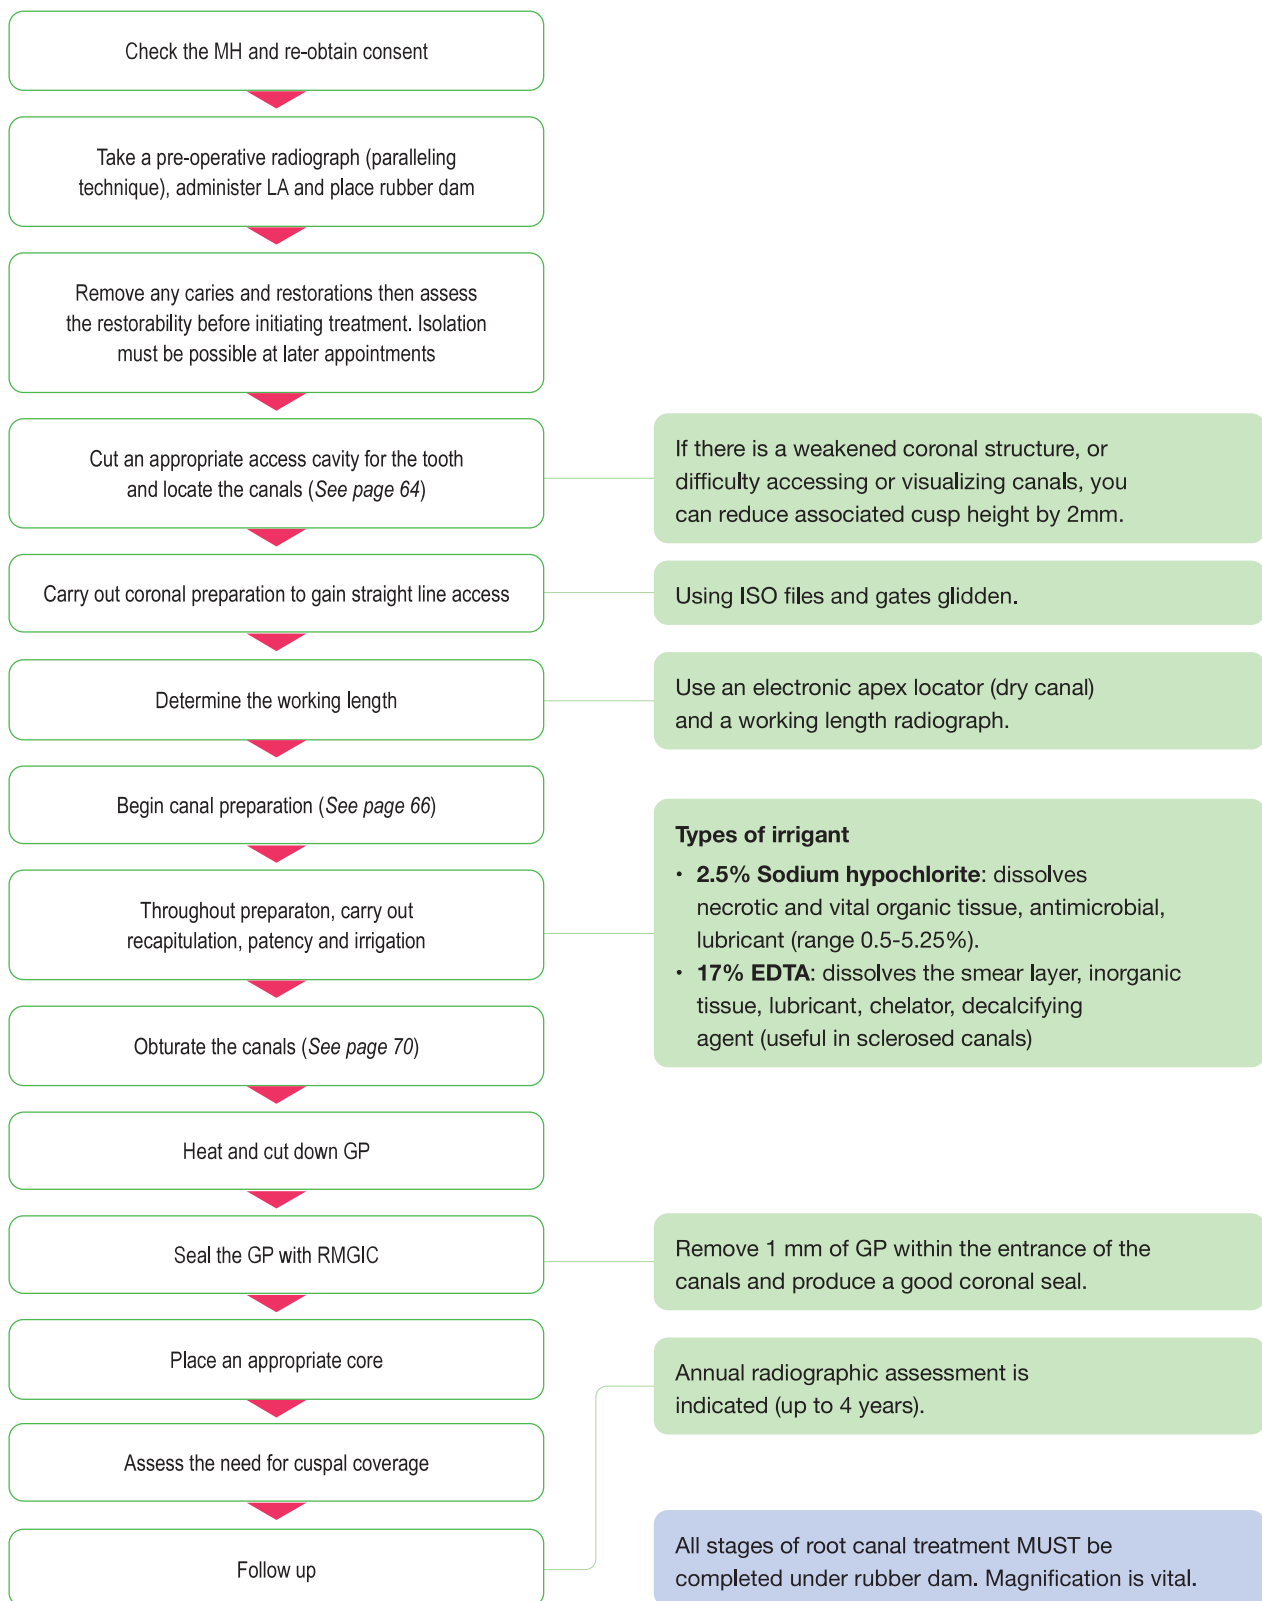 Check the MH and re-obtain consent
Take a pre-operative radiograph (paralleling
technique), administer LA and place rubber dam
Remove any caries and restorations then assess
the restorability before initiating treatment. Isolation
must be possible at later appointments
Cut an appropriate access cavity for the tooth
and locate the canals (See page 64)
If there is a weakened coronal structure, or
difficulty accessing or visualizing canals, you
can reduce associated cusp height by 2mm.
Carry out coronal preparation to gain straight line access
Using ISO files and gates glidden.
Determine the working length
Use an electronic apex locator (dry canal)
and a working length radiograph.
Begin canal preparation (See page 66)
Throughout preparaton, carry out
recapitulation, patency and irrigation
Types of irrigant
• 2.5% Sodium hypochlorite: dissolves
necrotic and vital organic tissue, antimicrobial,
lubricant (range 0.5-5.25%).
• 17% EDTA: dissolves the smear layer, inorganic
tissue, lubricant, chelator, decalcifying
agent (useful in sclerosed canals)
Obturate the canals (See page 70)
Heat and cut down GP
Seal the GP with RMGIC
Remove 1 mm of GP within the entrance of the
canals and produce a good coronal seal.
Place an appropriate core
Assess the need for cuspal coverage
Follow up
Annual radiographic assessment is
indicated (up to 4 years).
All stages of root canal treatment MUST be
completed under rubber dam. Magnification is vital.